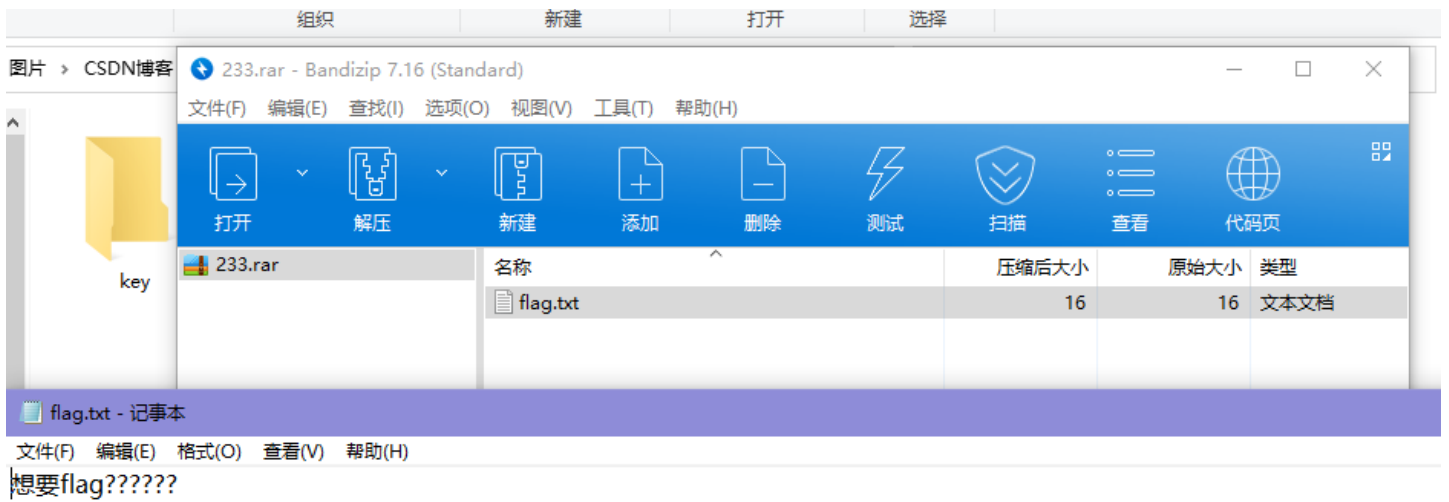 组织 新建 打开 选择
图片 > CSDN博客
233.rar - Bandizip 7.16 (Standard)
文件(F) 编辑(E) 查找(I) 选项(O) 视图(V) 工具(T) 帮助(H)
打开 解压 新建 添加 删除 测试 扫描 查看 代码页
key
233.rar
名称 压缩后大小 原始大小 类型
flag.txt 16 16 文本文档
flag.txt - 记事本
文件(F) 编辑(E) 格式(O) 查看(V) 帮助(H)
想要flag??????